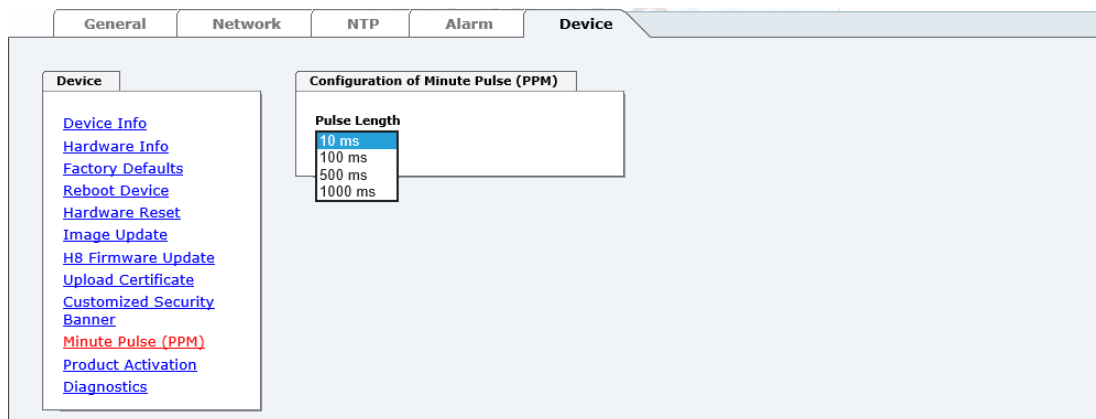 General Network NTP Alarm Device
Device
Device Info
Hardware Info
Factory Defaults
Reboot Device
Hardware Reset
Image Update
H8 Firmware Update
Upload Certificate
Customized Security
Banner
Minute Pulse (PPM)
Product Activation
Diagnostics
Configuration of Minute Pulse (PPM)
Pulse Length
10 ms
100 ms
500 ms
1000 ms